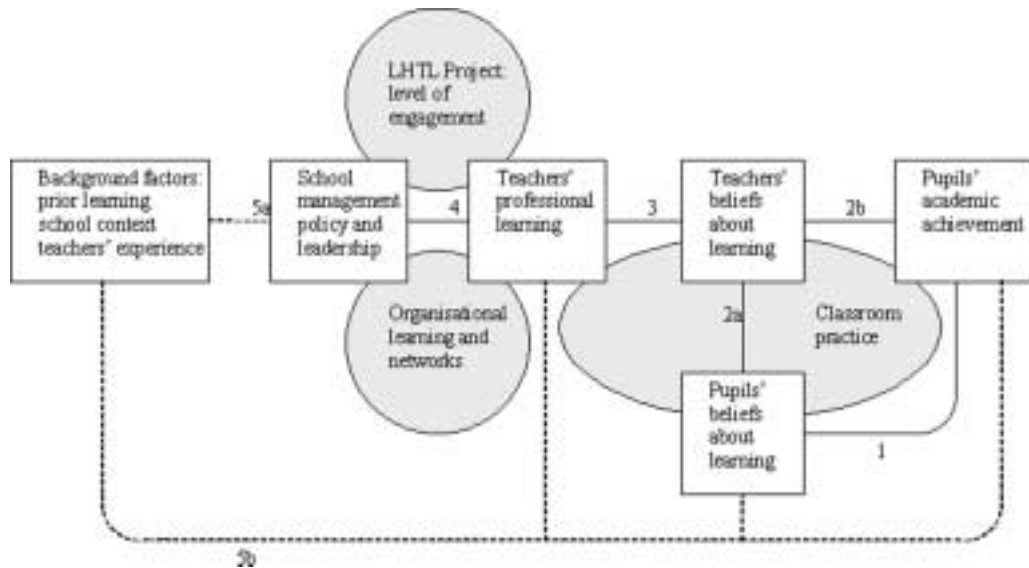 LHTL Project:
level of
engagement
Background factors:
prior learning
school context
teachers' experience
5a
School
management
policy and
leadership
4
Teachers'
professional
learning
3
Teachers'
beliefs
about
learning
2b
Pupils'
academic
achievement
Organisational
learning and
networks
2a
Classroom
practice
Pupils'
beliefs
about
learning
1